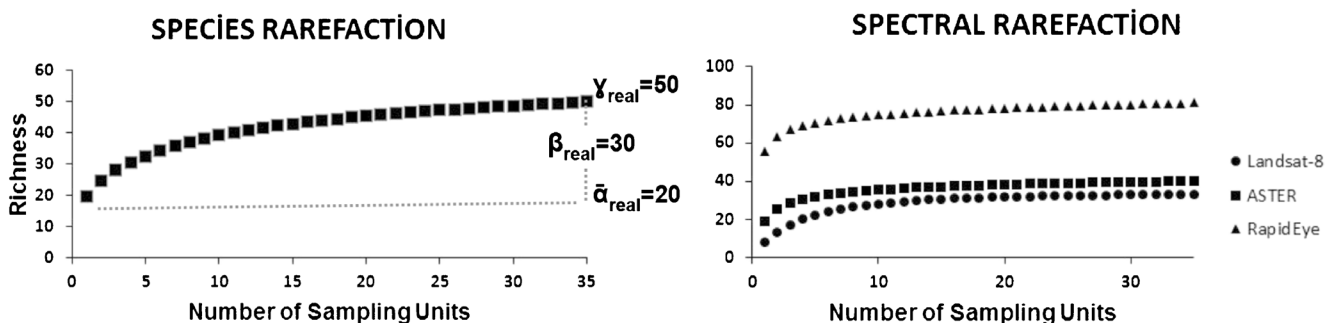 SPECİES RAREFACTİON
60
50
40
30
20
10
0
Richness
0 5 10 15 20 25 30 35
Number of Sampling Units
Ɣreal=50
βreal=30
ᾱreal=20
SPECTRAL RAREFACTİON
100
80
60
40
20
0
0 10 20 30
Number of Sampling Units
Landsat-8
ASTER
RapidEye